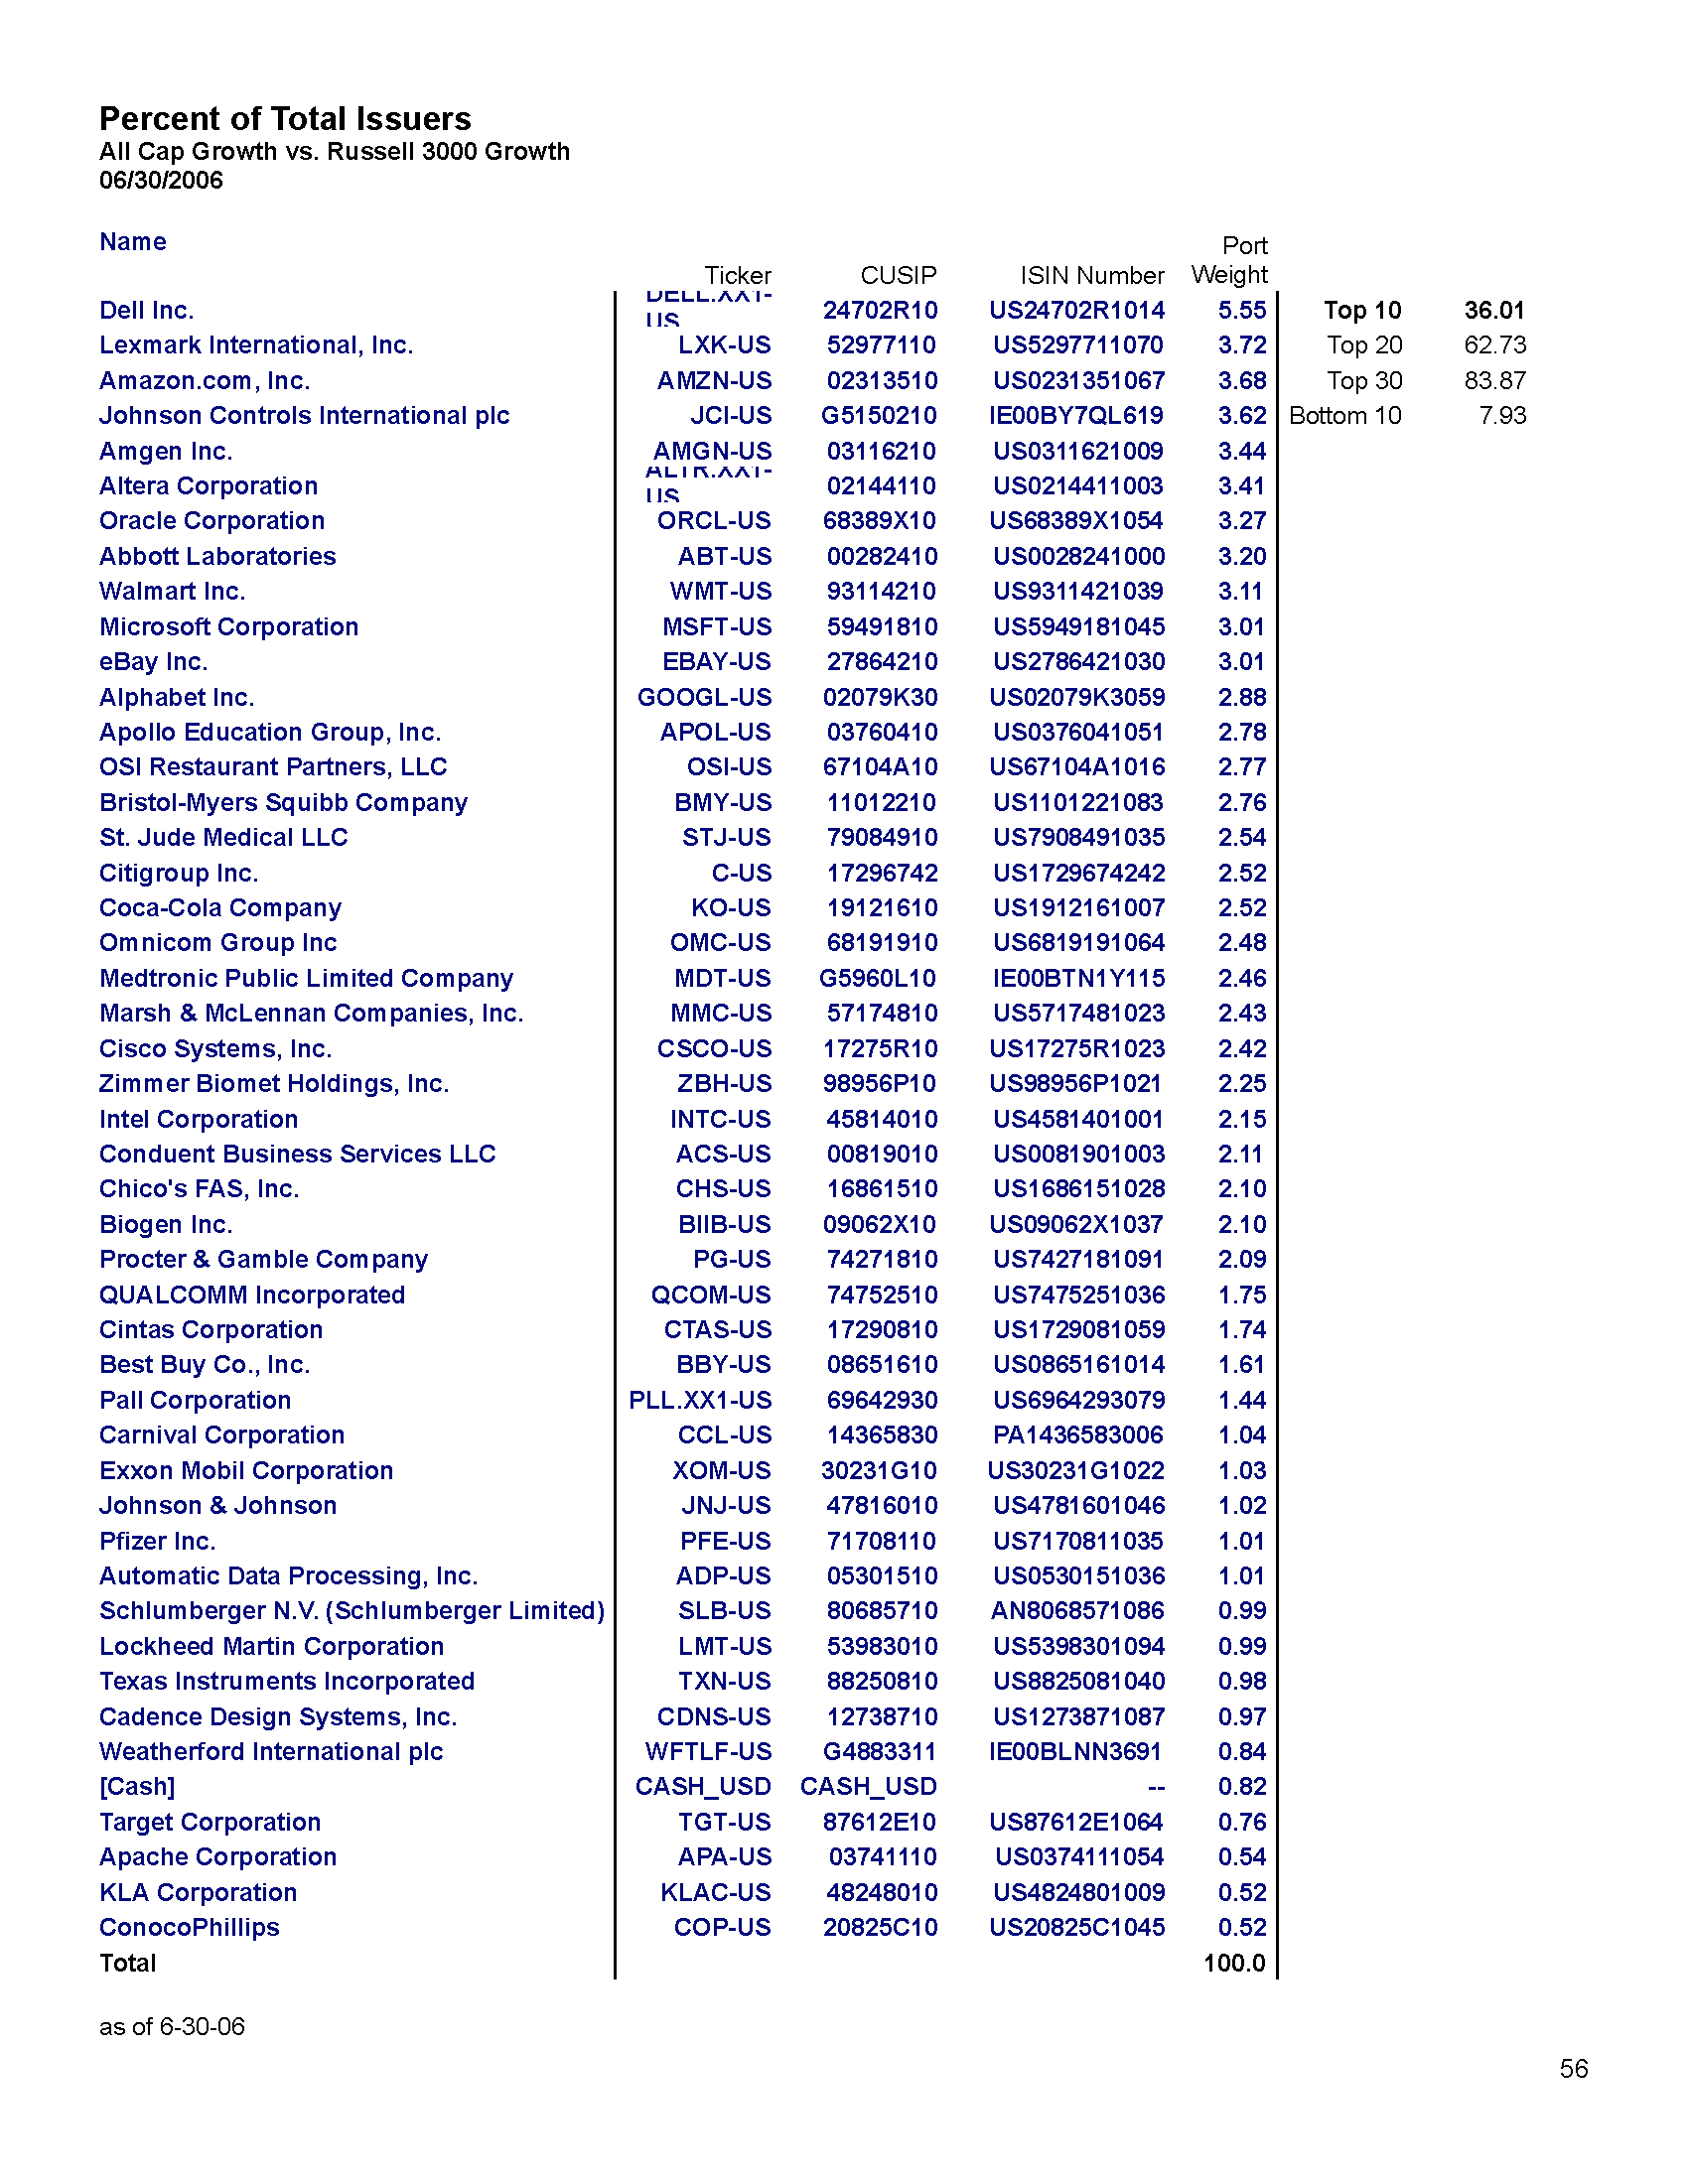 Percent of Total Issuers
All Cap Growth vs. Russell 3000 Growth
06/30/2006
Name Ticker CUSIP ISIN Number Port Weight
Dell Inc. DELL.XX1-US 24702R10 US24702R1014 5.55 Top 10 36.01
Lexmark International, Inc. LXK-US 52977110 US5297711070 3.72 Top 20 62.73
Amazon.com, Inc. AMZN-US 02313510 US0231351067 3.68 Top 30 83.87
Johnson Controls International plc JCI-US G5150210 IE00BY7QL619 3.62 Bottom 10 7.93
Amgen Inc. AMGN-US 03116210 US0311621009 3.44
Altera Corporation ALTR.XX1-US 02144110 US0214411003 3.41
Oracle Corporation ORCL-US 68389X10 US68389X1054 3.27
Abbott Laboratories ABT-US 00282410 US0028241000 3.20
Walmart Inc. WMT-US 93114210 US9311421039 3.11
Microsoft Corporation MSFT-US 59491810 US5949181045 3.01
eBay Inc. EBAY-US 27864210 US2786421030 3.01
Alphabet Inc. GOOGL-US 02079K30 US02079K3059 2.88
Apollo Education Group, Inc. APOL-US 03760410 US0376041051 2.78
OSI Restaurant Partners, LLC OSI-US 67104A10 US67104A1016 2.77
Bristol-Myers Squibb Company BMY-US 11012210 US1101221083 2.76
St. Jude Medical LLC STJ-US 79084910 US7908491035 2.54
Citigroup Inc. C-US 17296742 US1729674242 2.52
Coca-Cola Company KO-US 19121610 US1912161007 2.52
Omnicom Group Inc OMC-US 68191910 US6819191064 2.48
Medtronic Public Limited Company MDT-US G5960L10 IE00BTN1Y115 2.46
Marsh & McLennan Companies, Inc. MMC-US 57174810 US5717481023 2.43
Cisco Systems, Inc. CSCO-US 17275R10 US17275R1023 2.42
Zimmer Biomet Holdings, Inc. ZBH-US 98956P10 US98956P1021 2.25
Intel Corporation INTC-US 45814010 US4581401001 2.15
Conduent Business Services LLC ACS-US 00819010 US0081901003 2.11
Chico's FAS, Inc. CHS-US 16861510 US1686151028 2.10
Biogen Inc. BIIB-US 09062X10 US09062X1037 2.10
Procter & Gamble Company PG-US 74271810 US7427181091 2.09
QUALCOMM Incorporated QCOM-US 74752510 US7475251036 1.75
Cintas Corporation CTAS-US 17290810 US1729081059 1.74
Best Buy Co., Inc. BBY-US 08651610 US0865161014 1.61
Pall Corporation PLL.XX1-US 69642930 US6964293079 1.44
Carnival Corporation CCL-US 14365830 PA1436583006 1.04
Exxon Mobil Corporation XOM-US 30231G10 US30231G1022 1.03
Johnson & Johnson JNJ-US 47816010 US4781601046 1.02
Pfizer Inc. PFE-US 71708110 US7170811035 1.01
Automatic Data Processing, Inc. ADP-US 05301510 US0530151036 1.01
Schlumberger N.V. (Schlumberger Limited) SLB-US 80685710 AN8068571086 0.99
Lockheed Martin Corporation LMT-US 53983010 US5398301094 0.99
Texas Instruments Incorporated TXN-US 88250810 US8825081040 0.98
Cadence Design Systems, Inc. CDNS-US 12738710 US1273871087 0.97
Weatherford International plc WFTLF-US G4883311 IE00BLNN3691 0.84
[Cash] CASH_USD CASH_USD -- 0.82
Target Corporation TGT-US 87612E10 US87612E1064 0.76
Apache Corporation APA-US 03741110 US0374111054 0.54
KLA Corporation KLAC-US 48248010 US4824801009 0.52
ConocoPhillips COP-US 20825C10 US20825C1045 0.52
Total 100.0
as of 6-30-06
56